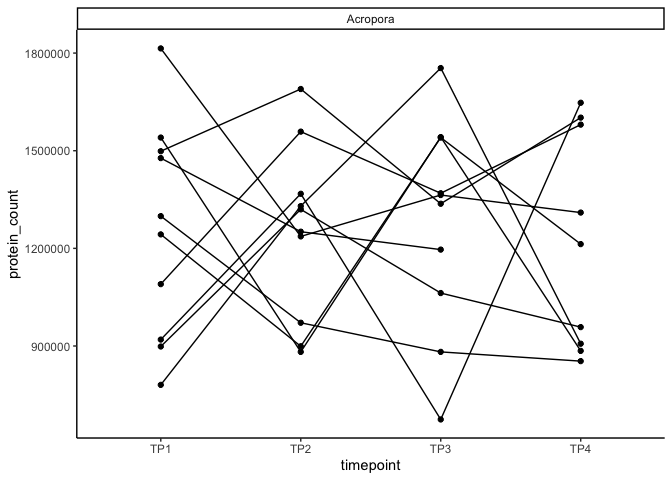 Acropora
1800000
1500000
1200000
900000
protein_count
TP1 TP2 TP3 TP4
timepoint